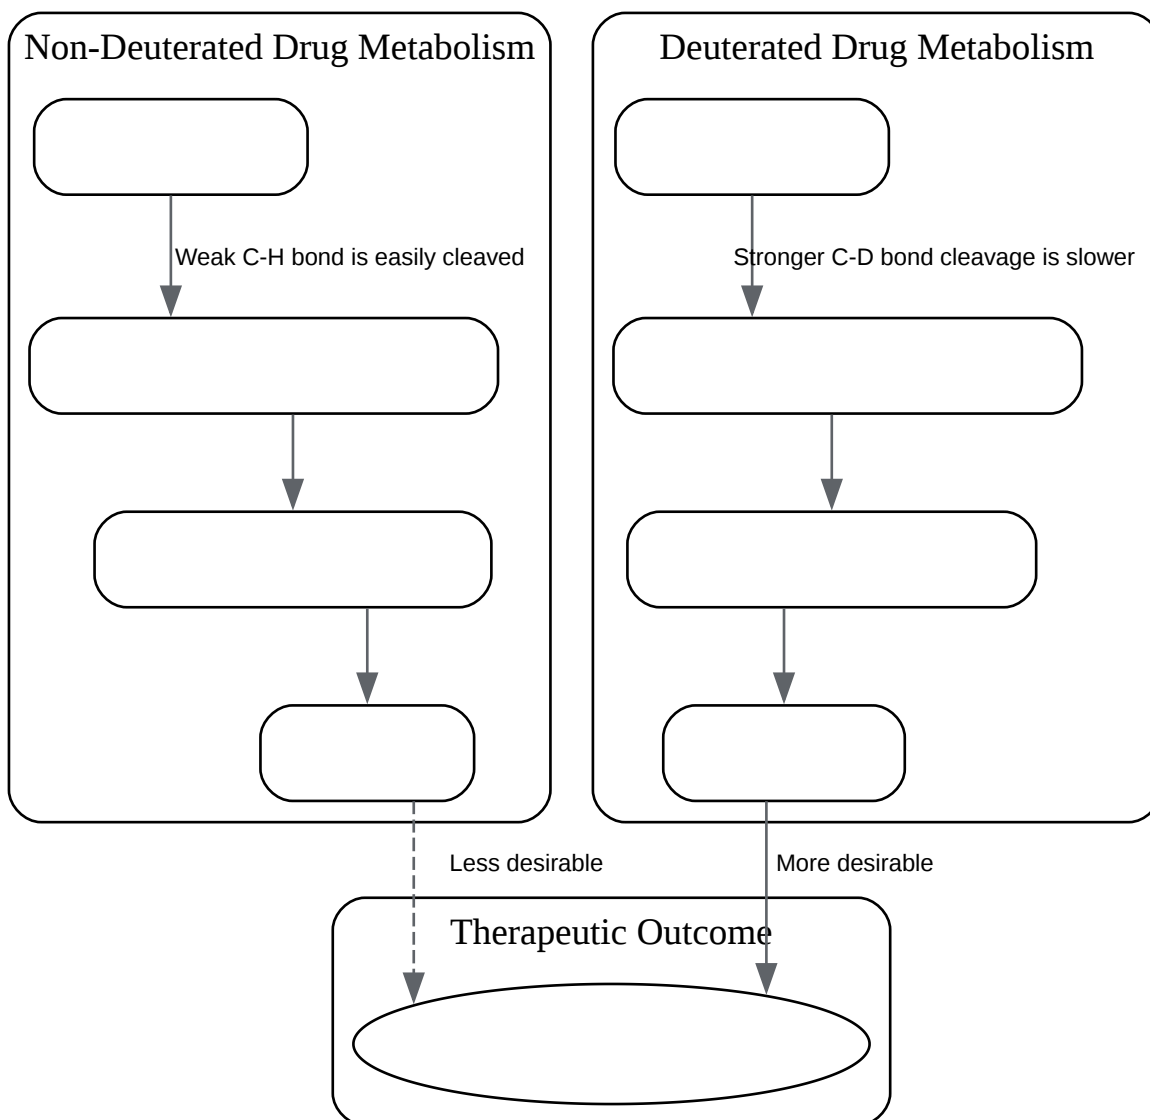 Non-Deuterated Drug Metabolism
Deuterated Drug Metabolism
Weak C-H bond is easily cleaved
Stronger C-D bond cleavage is slower
Less desirable
More desirable
Therapeutic Outcome